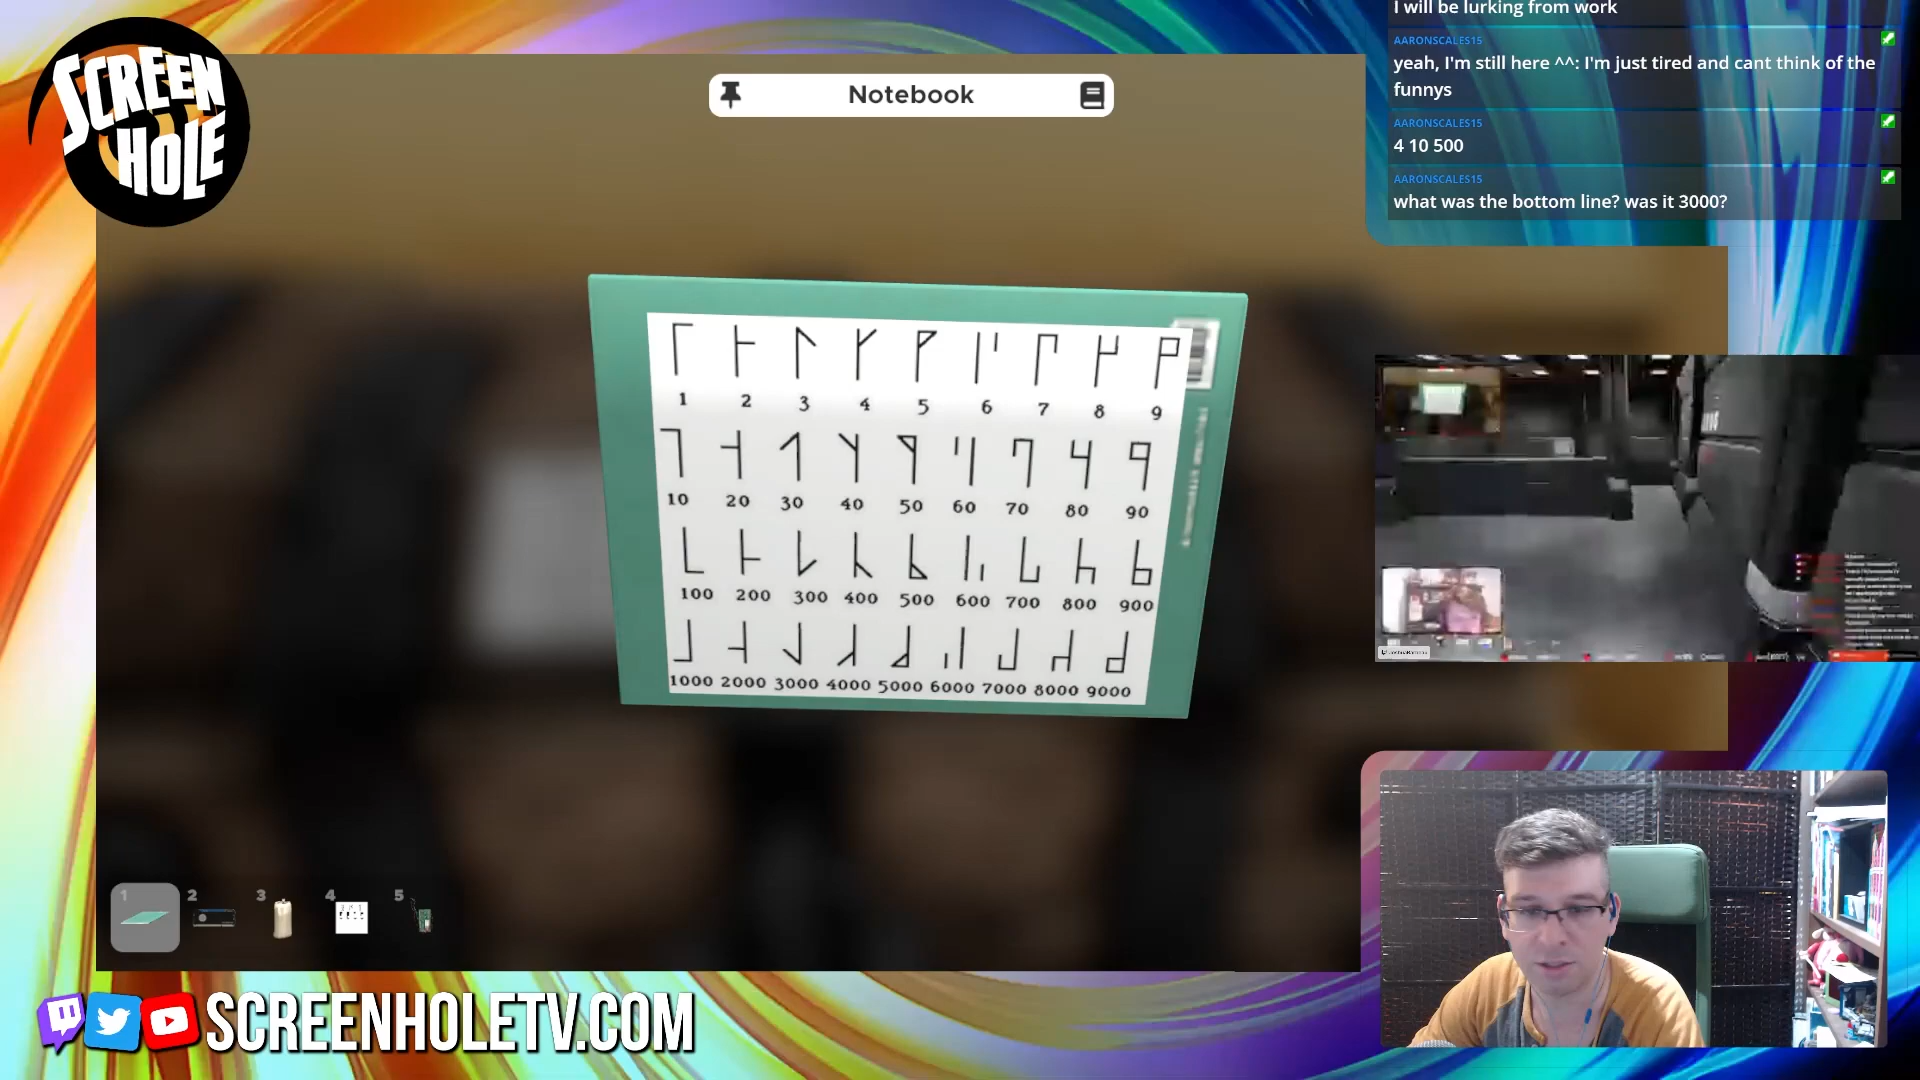 SCREEN
HOLE
Notebook
1 2 3 4 5 6 7 8 9
10 20 30 40 50 60 70 80 90
100 200 300 400 500 600 700 800 900
1000 2000 3000 4000 5000 6000 7000 8000 9000
1 2 3 4 5
I will be lurking from work
AARONSCALES15
yeah, I'm still here ^^: I'm just tired and cant think of the
funnys
AARONSCALES15
4 10 500
AARONSCALES15
what was the bottom line? was it 3000?
SCREENHOLETV.COM